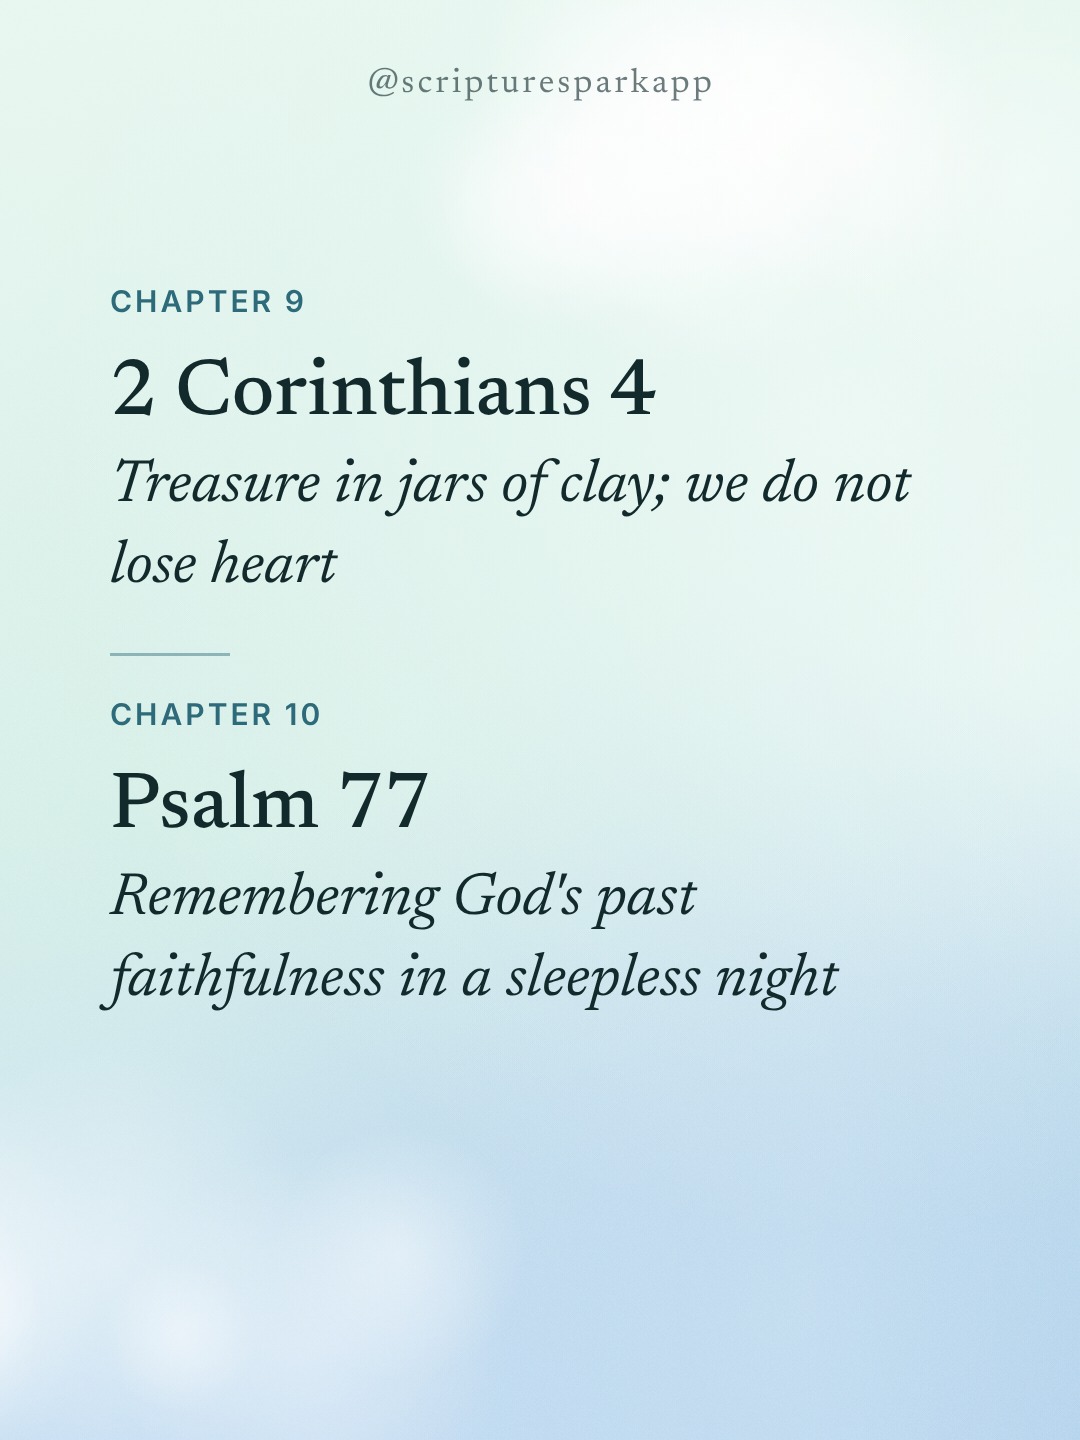 @scripturesparkapp
CHAPTER 9
2 Corinthians 4
Treasure in jars of clay; we do not
lose heart
CHAPTER 10
Psalm 77
Remembering God's past
faithfulness in a sleepless night